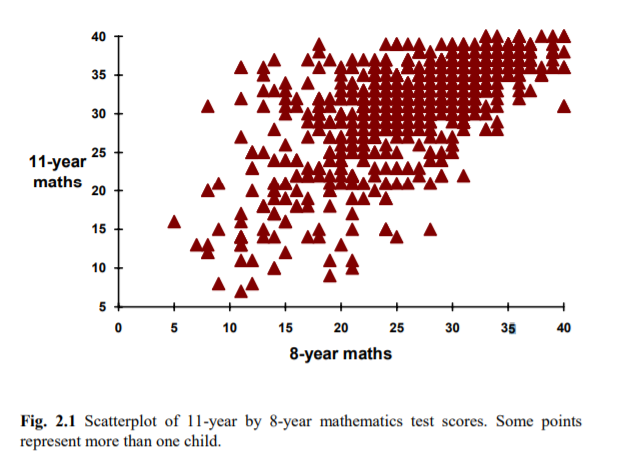 40
35
30
25
20
15
10
5
11-year
maths
0 5 10 15 20 25 30 35 40
8-year maths
Fig. 2.1 Scatterplot of 11-year by 8-year mathematics test scores. Some points
represent more than one child.